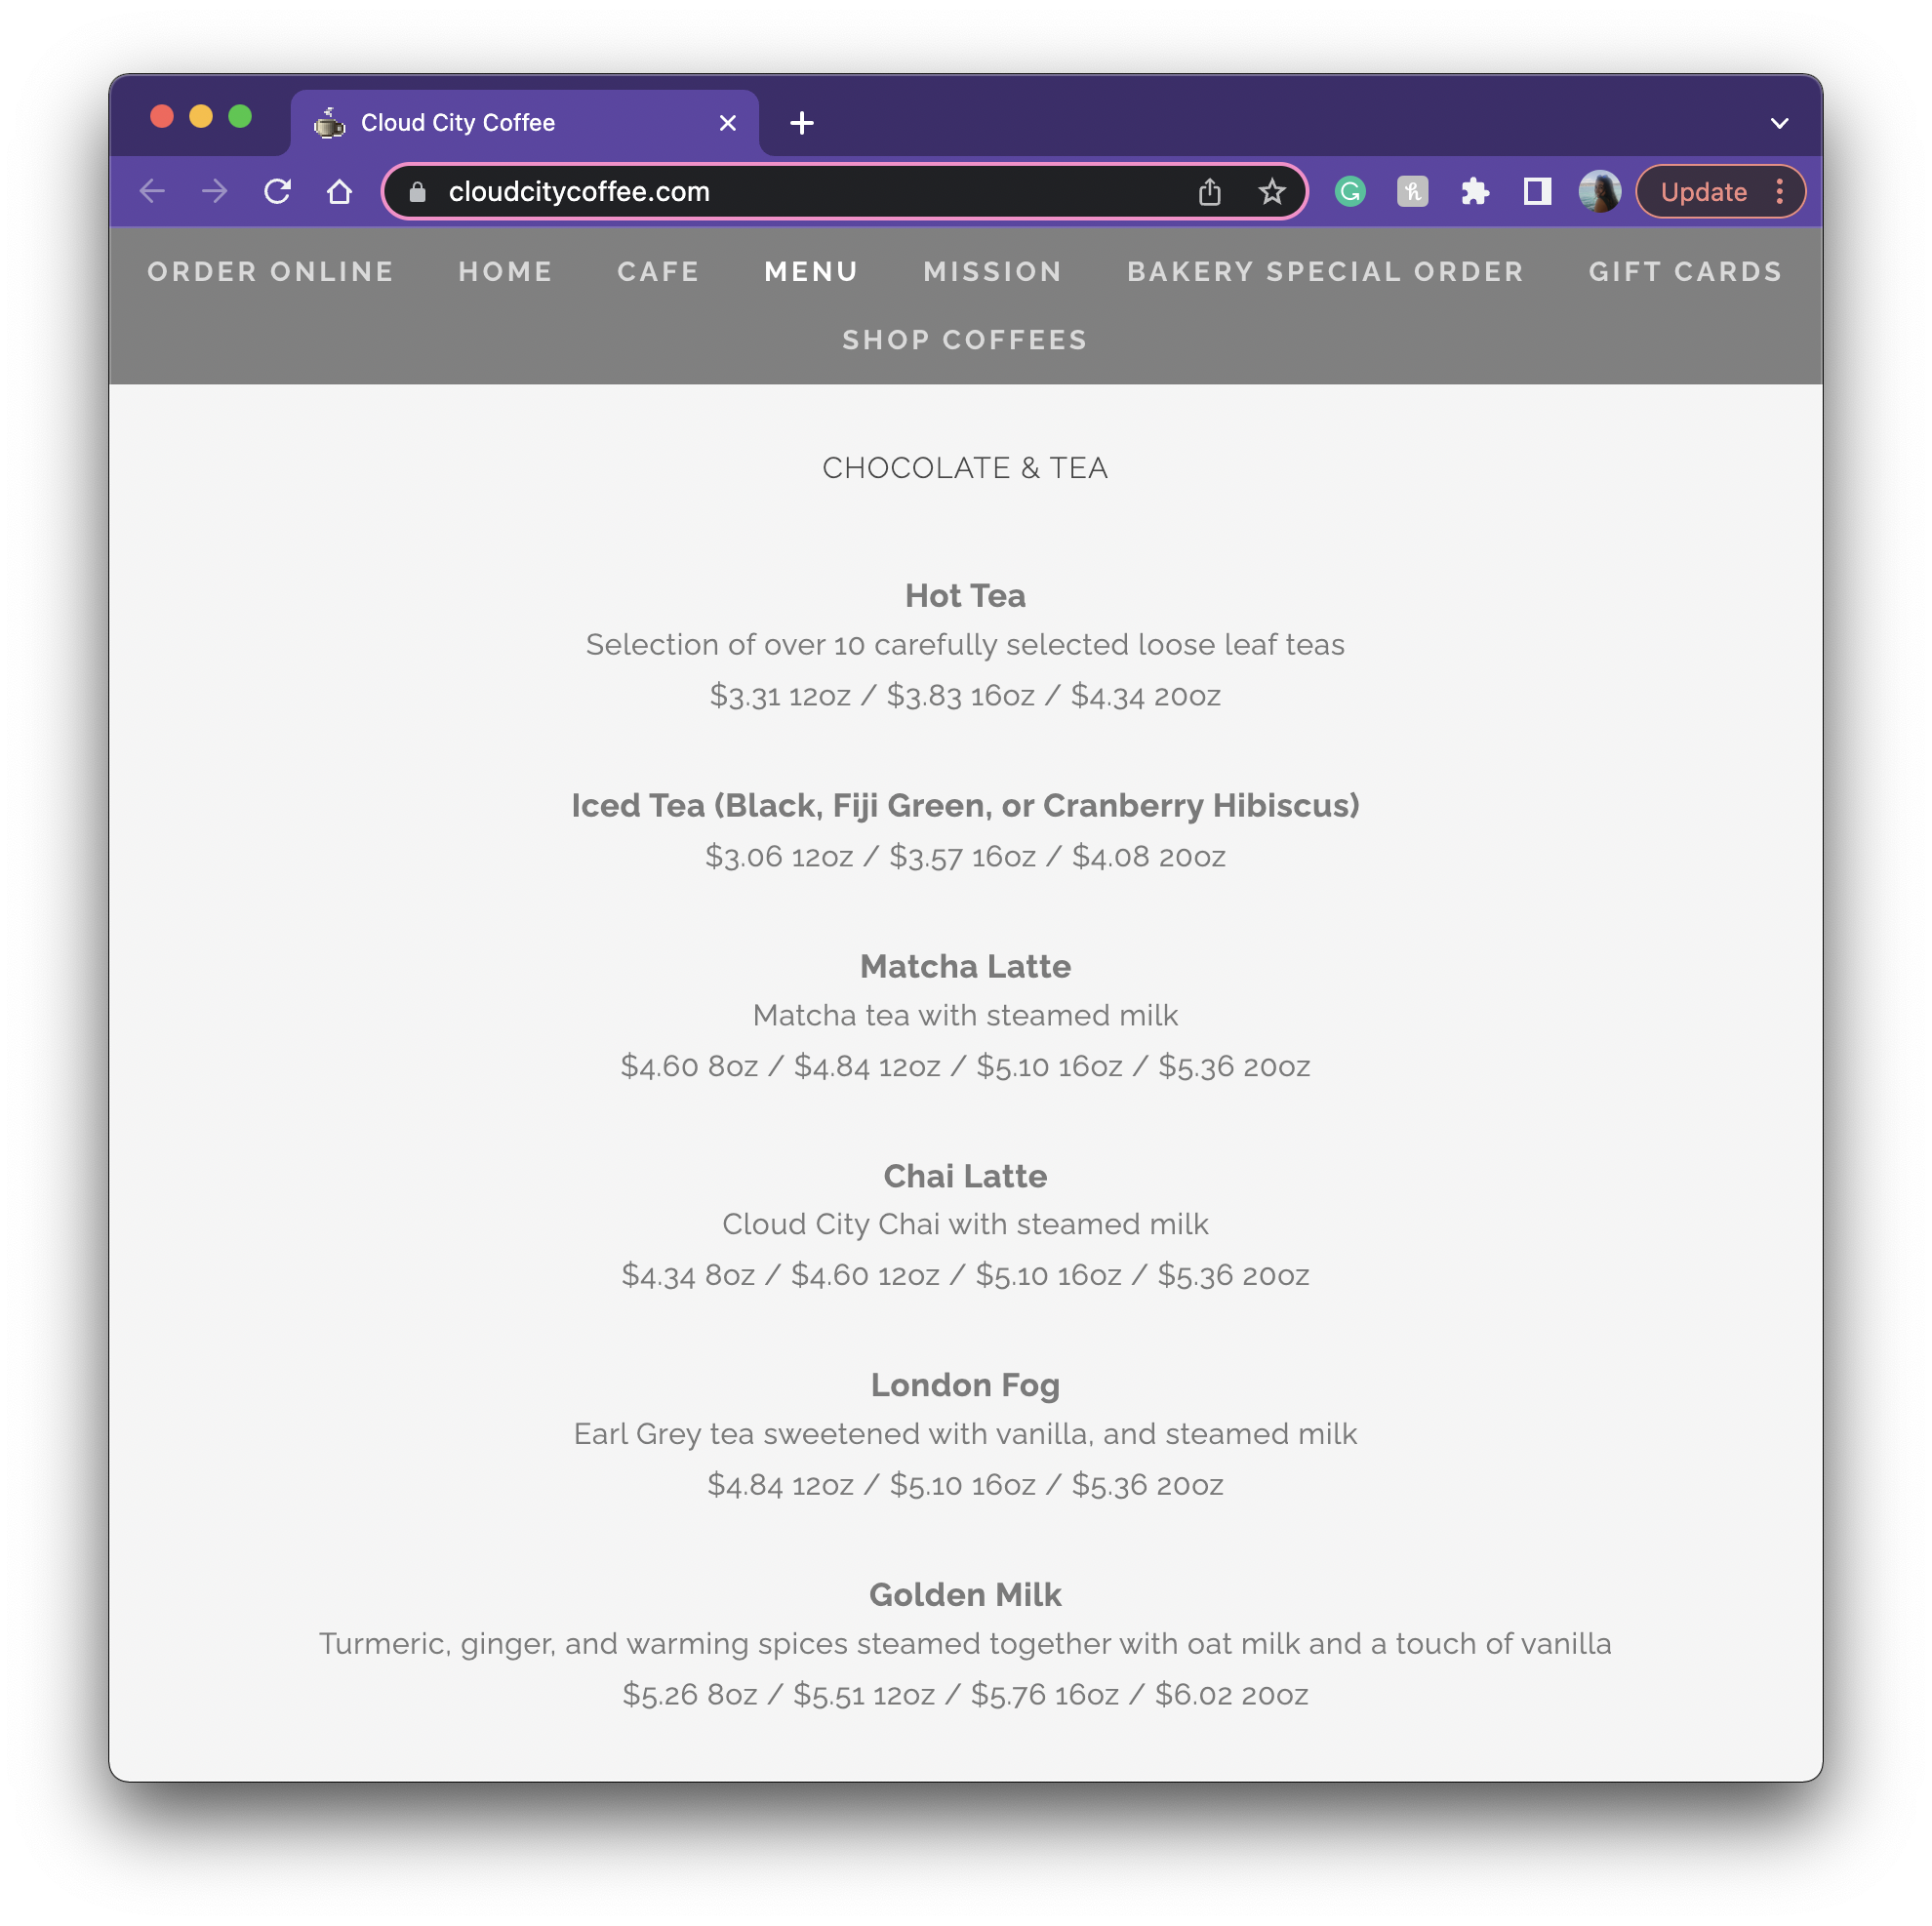 Cloud City Coffee
cloudcitycoffee.com
Update
ORDER ONLINE HOME CAFE MENU MISSION BAKERY SPECIAL ORDER GIFT CARDS
SHOP COFFEES
CHOCOLATE & TEA
Hot Tea
Selection of over 10 carefully selected loose leaf teas
$3.31 12oz / $3.83 16oz / $4.34 20oz
Iced Tea (Black, Fiji Green, or Cranberry Hibiscus)
$3.06 12oz / $3.57 16oz / $4.08 20oz
Matcha Latte
Matcha tea with steamed milk
$4.60 8oz / $4.84 12oz / $5.10 16oz / $5.36 20oz
Chai Latte
Cloud City Chai with steamed milk
$4.34 8oz / $4.60 12oz / $5.10 16oz / $5.36 20oz
London Fog
Earl Grey tea sweetened with vanilla, and steamed milk
$4.84 12oz / $5.10 16oz / $5.36 20oz
Golden Milk
Turmeric, ginger, and warming spices steamed together with oat milk and a touch of vanilla
$5.26 8oz / $5.51 12oz / $5.76 16oz / $6.02 20oz